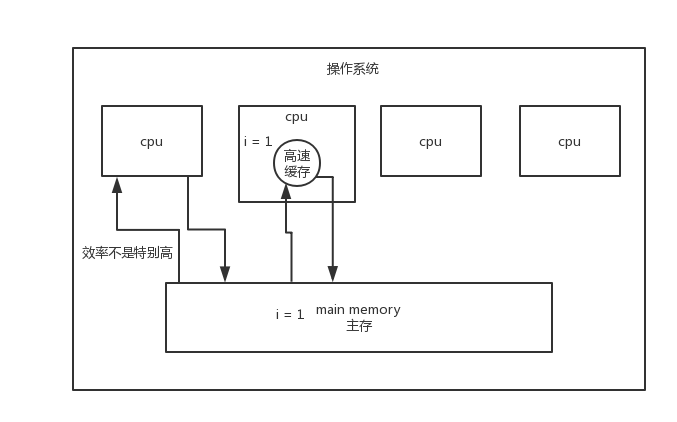 操作系统
cpu
cpu
cpu
cpu
i = 1
高速
缓存
效率不是特别高
i = 1
main memory
主存